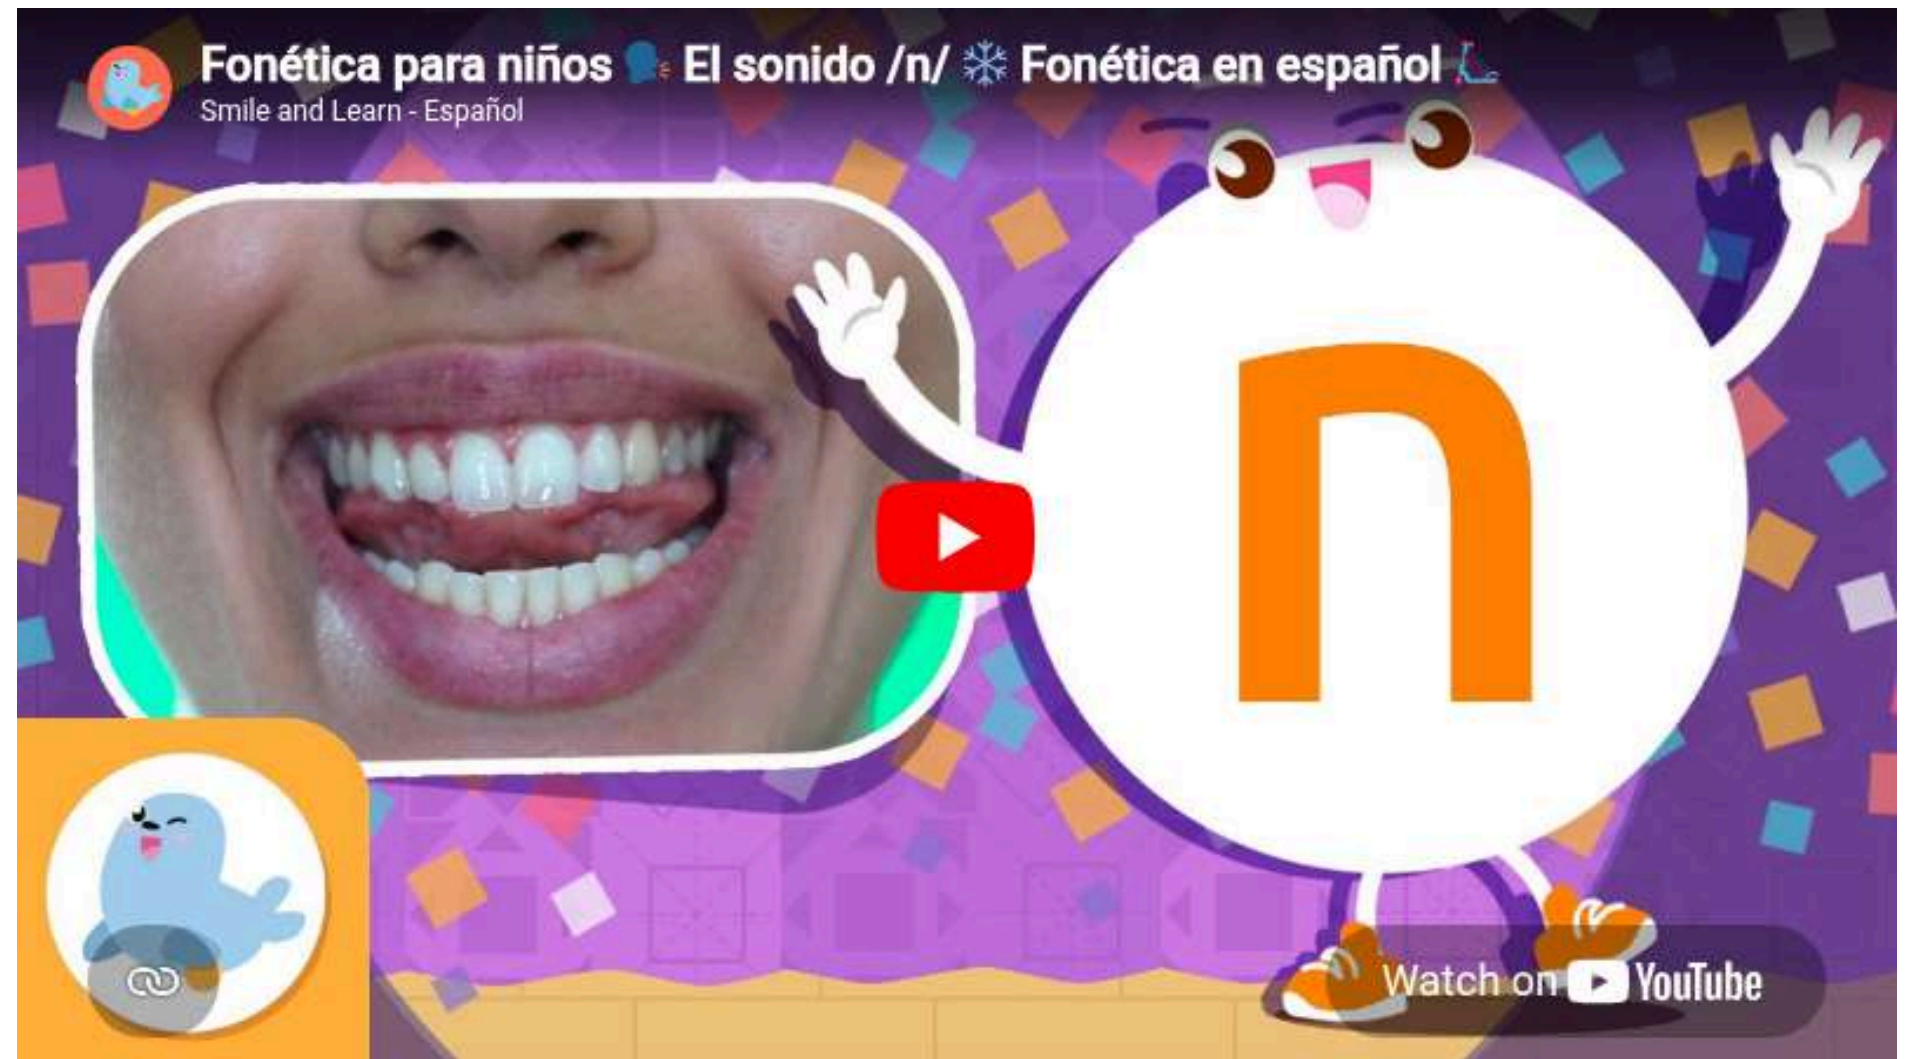 Fonética para niños 🗣️ El sonido /n/ ❄️ Fonética en español 🛴
Smile and Learn - Español
n
Watch on YouTube